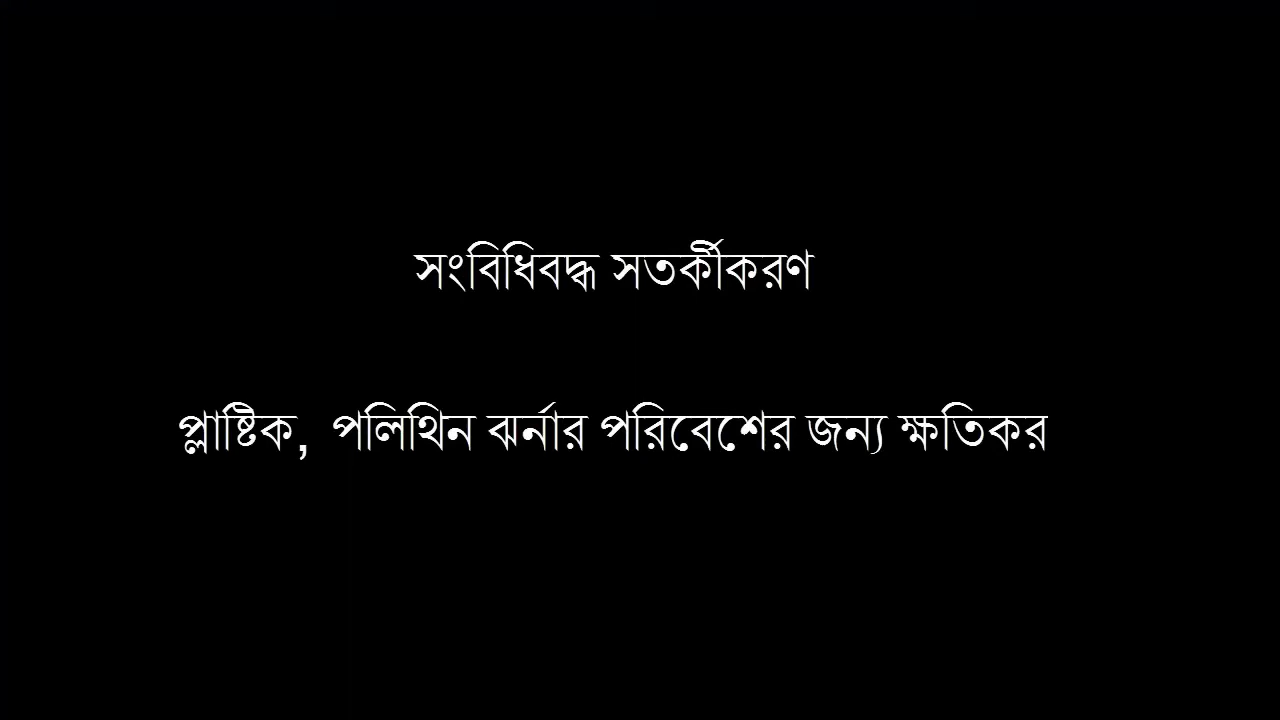 সংবিধিবদ্ধ সতর্কীকরণ
প্লাষ্টিক, পলিথিন ঝর্নার পরিবেশের জন্য ক্ষতিকর